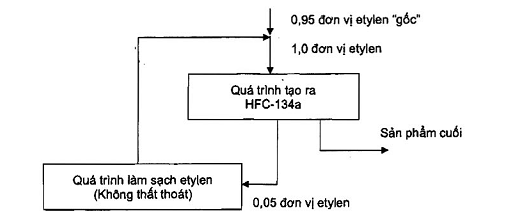 0,95 đơn vị etylen "gốc"
1,0 đơn vị etylen
Quá trình tạo ra
HFC-134a
Sản phẩm cuối
Quá trình làm sạch etylen
(Không thất thoát)
0,05 đơn vị etylen